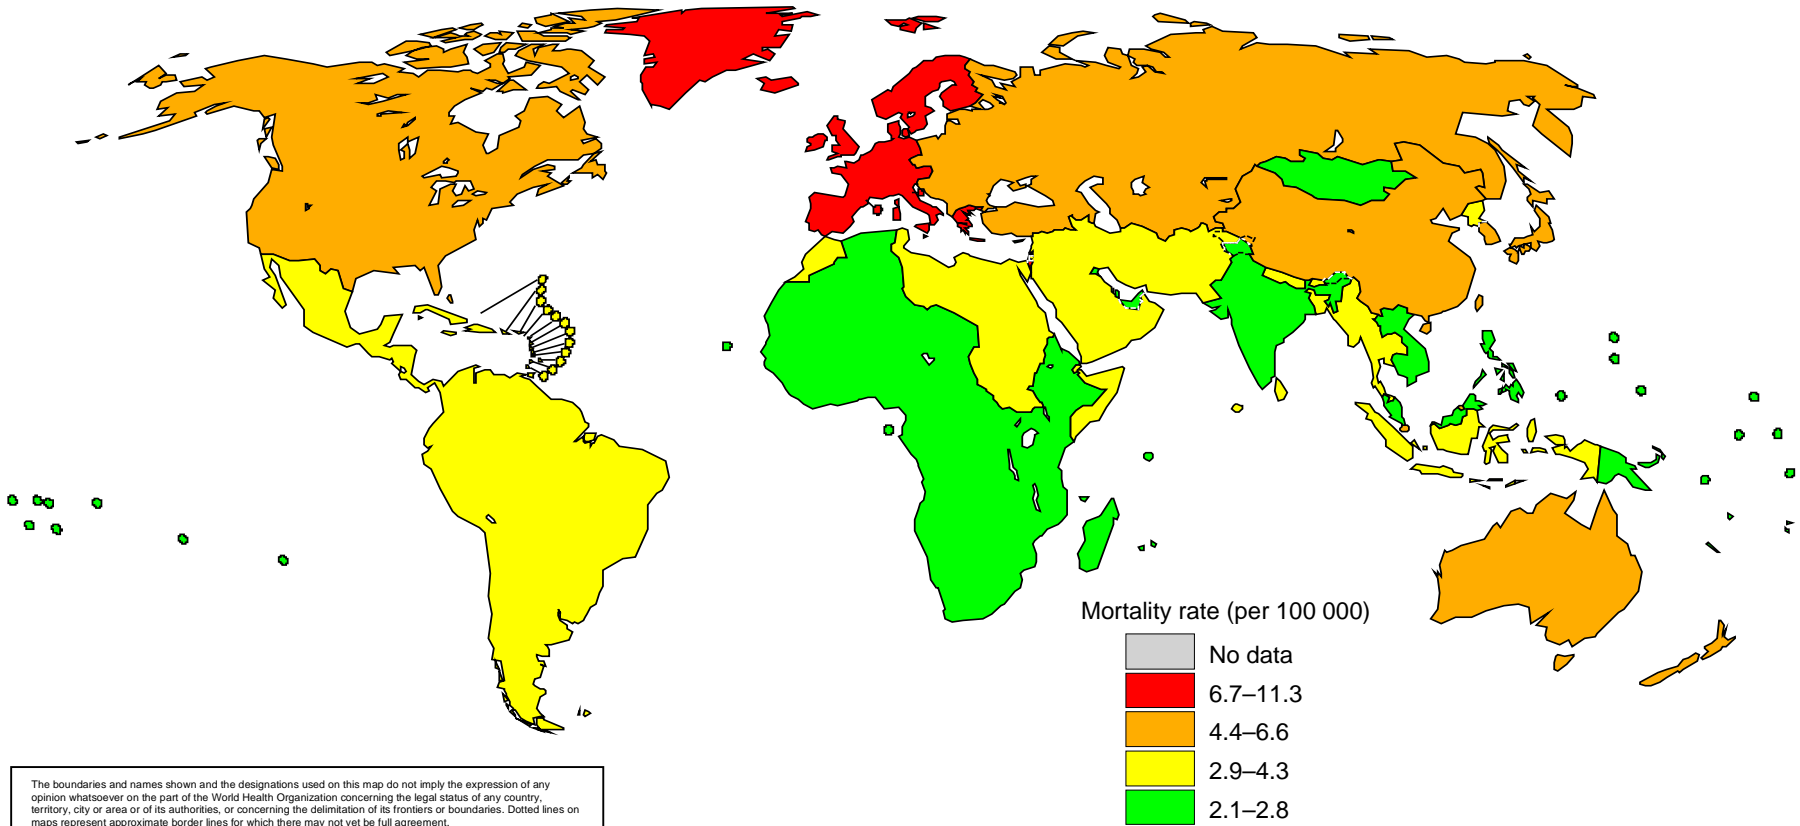 Mortality rate (per 100 000)
No data
6.7–11.3
4.4–6.6
2.9–4.3
2.1–2.8
The boundaries and names shown and the designations used on this map do not imply the expression of any
opinion whatsoever on the part of the World Health Organization concerning the legal status of any country,
territory, city or area or of its authorities, or concerning the delimitation of its frontiers or boundaries. Dotted lines on
maps represent approximate border lines for which there may not yet be full agreement.